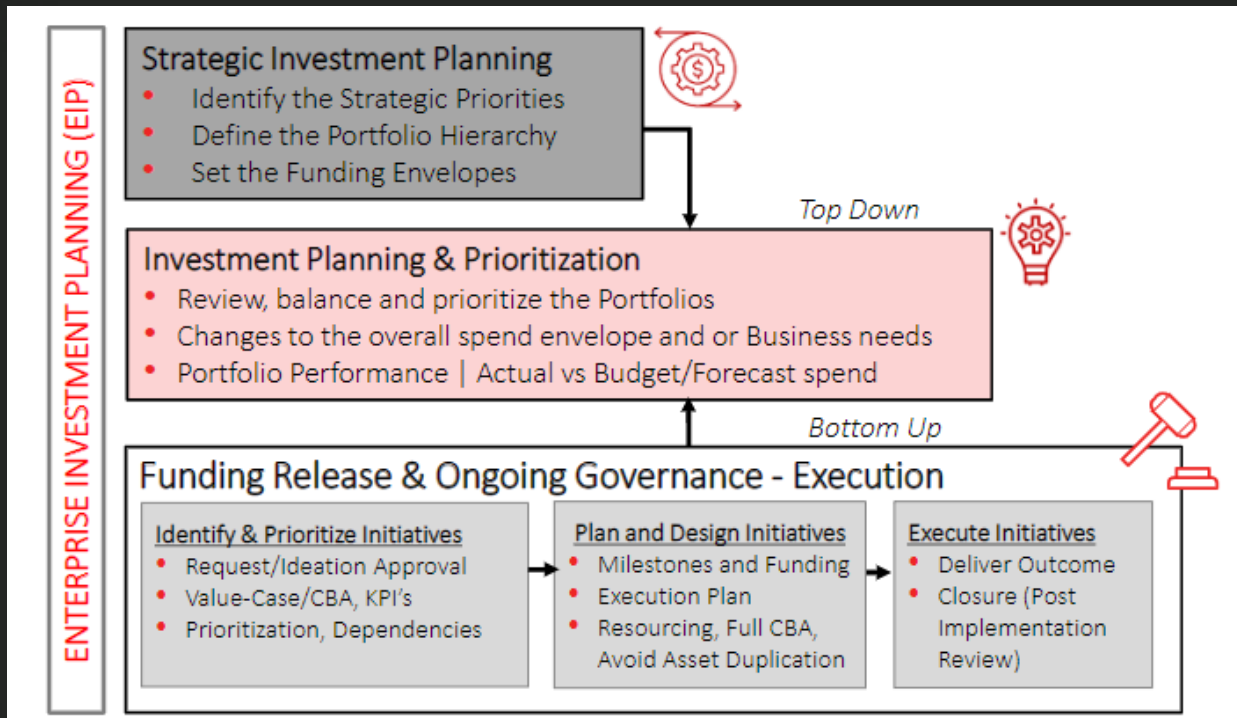 ENTERPRISE INVESTMENT PLANNING (EIP)
Strategic Investment Planning
• Identify the Strategic Priorities
• Define the Portfolio Hierarchy
• Set the Funding Envelopes
$
Top Down
Investment Planning & Prioritization
• Review, balance and prioritize the Portfolios
• Changes to the overall spend envelope and or Business needs
• Portfolio Performance | Actual vs Budget/Forecast spend
Bottom Up
Funding Release & Ongoing Governance - Execution
Identify & Prioritize Initiatives
• Request/Ideation Approval
• Value-Case/CBA, KPI's
• Prioritization, Dependencies
Plan and Design Initiatives
• Milestones and Funding
• Execution Plan
• Resourcing, Full CBA,
Avoid Asset Duplication
Execute Initiatives
• Deliver Outcome
• Closure (Post
Implementation
Review)